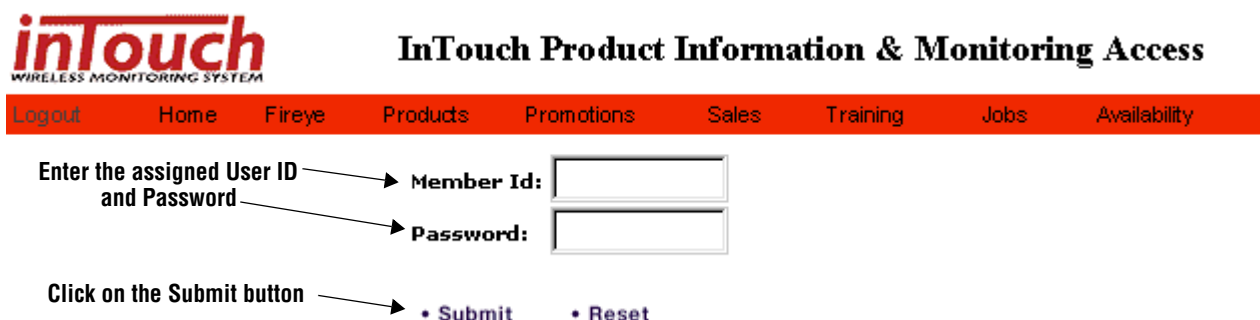 inTouch
WIRELESS MONITORING SYSTEM
InTouch Product Information & Monitoring Access
Logout Home Fireye Products Promotions Sales Training Jobs Availability
Enter the assigned User ID
and Password
Member Id:
Password:
Click on the Submit button
• Submit • Reset